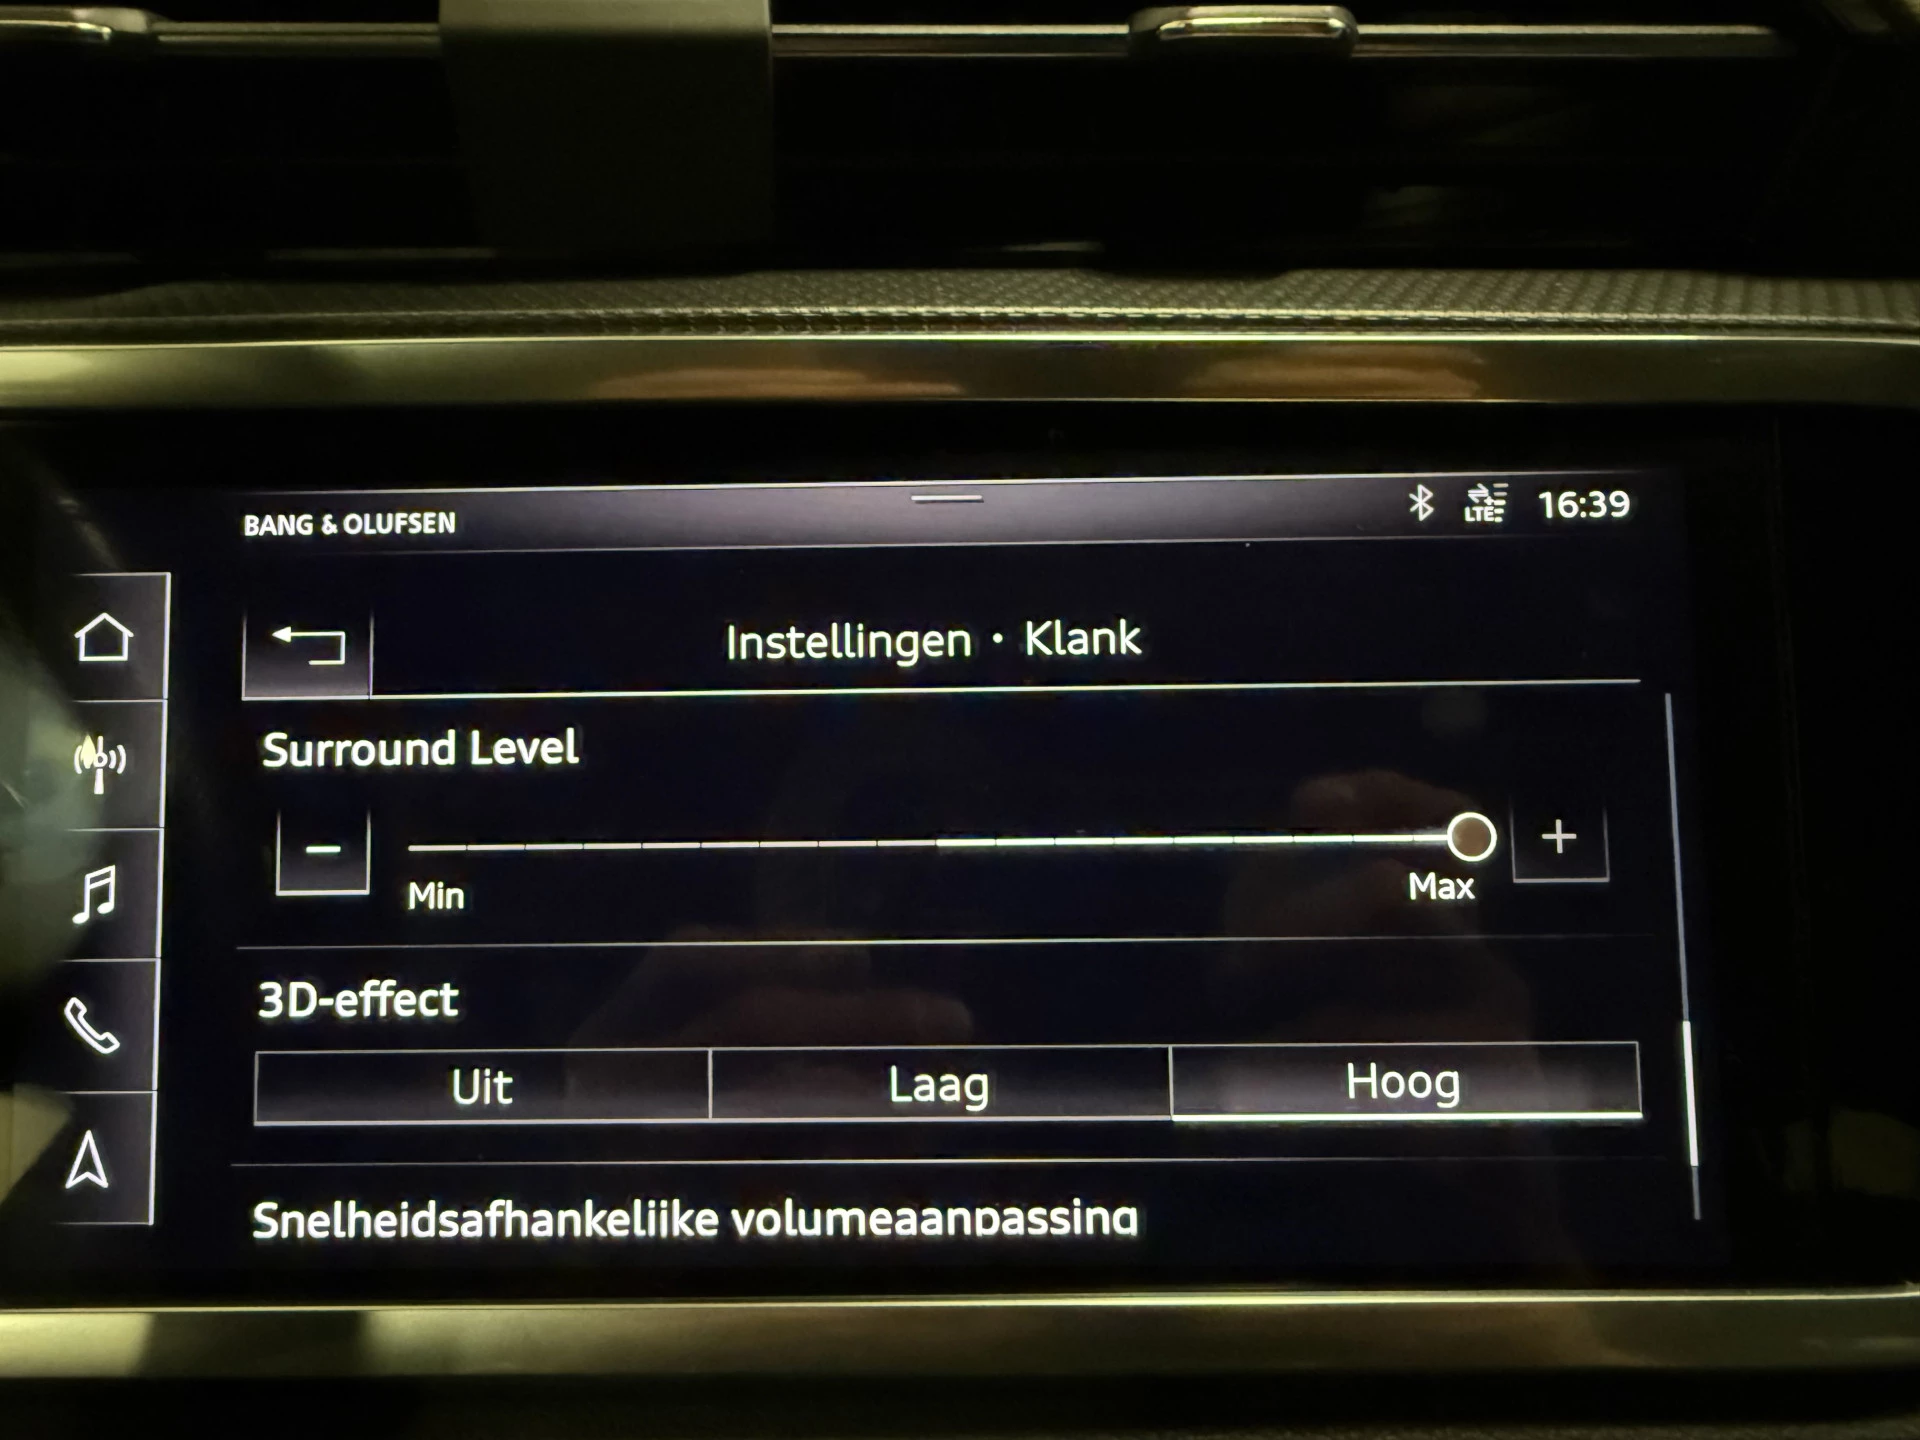 BANG & OLUFSEN
LTE 16:39
Instellingen • Klank
Surround Level
− +
Min Max
3D-effect
Uit Laag Hoog
Snelheidsafhankelijke volumeaanpassing